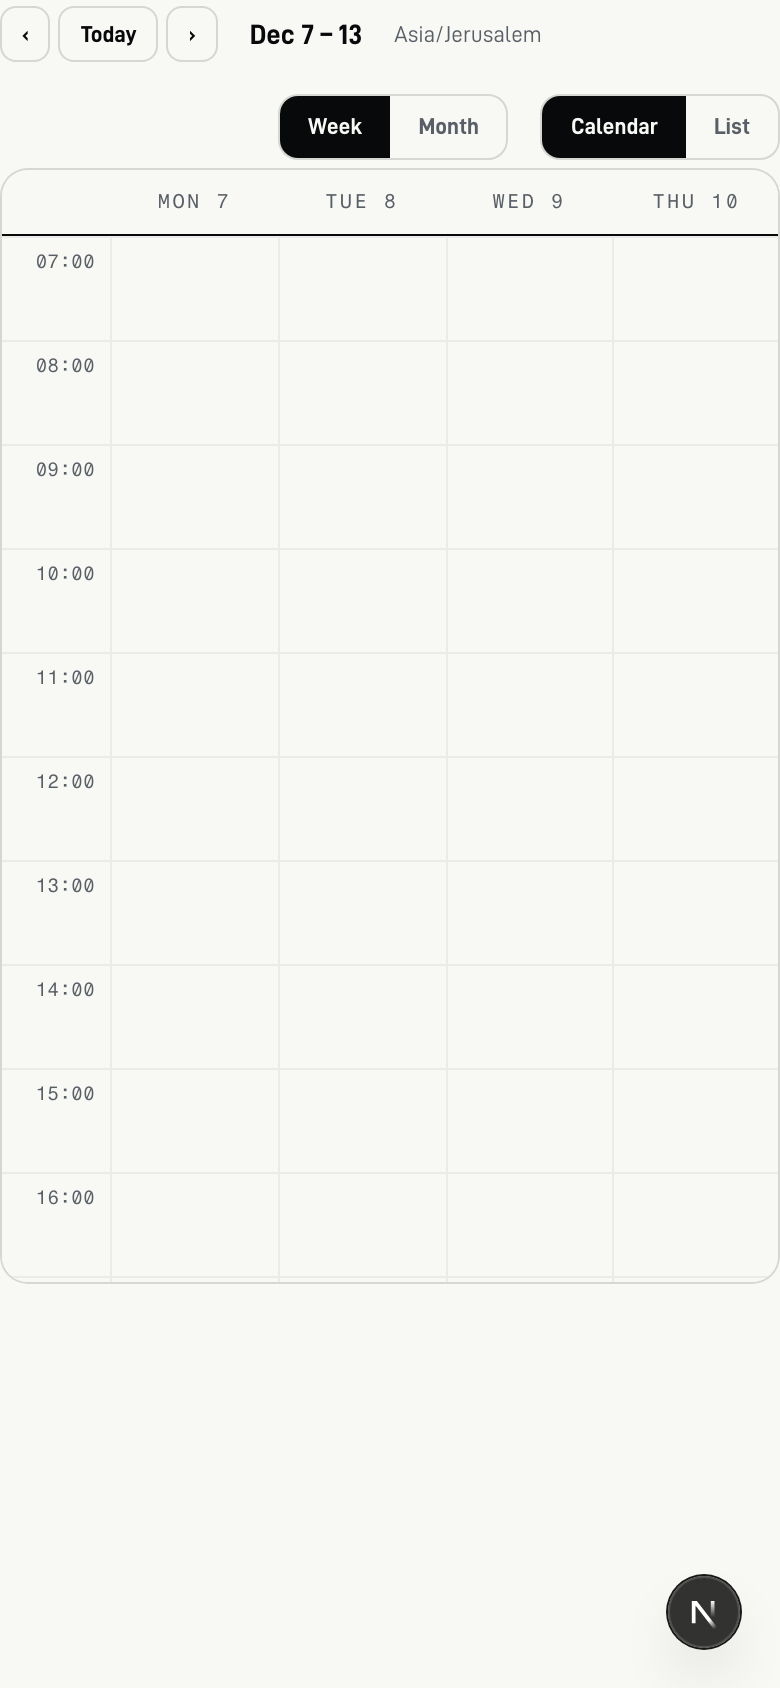 ‹ Today › Dec 7 – 13 Asia/Jerusalem
Week Month Calendar List
MON 7 TUE 8 WED 9 THU 10
07:00
08:00
09:00
10:00
11:00
12:00
13:00
14:00
15:00
16:00
N